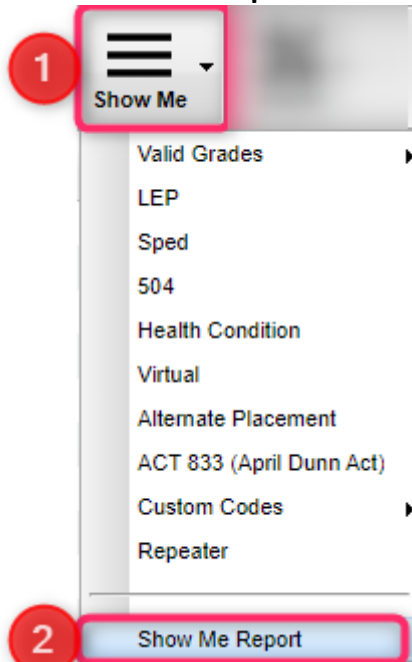 1
Show Me
Valid Grades
LEP
Sped
504
Health Condition
Virtual
Alternate Placement
ACT 833 (April Dunn Act)
Custom Codes
Repeater
2
Show Me Report